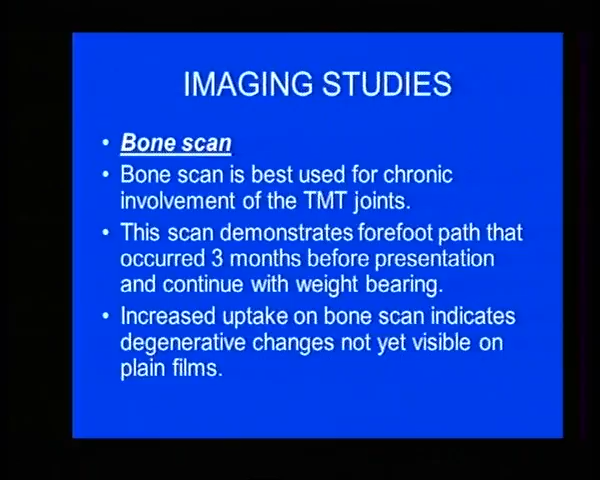 IMAGING STUDIES
• Bone scan
• Bone scan is best used for chronic
involvement of the TMT joints.
• This scan demonstrates forefoot path that
occurred 3 months before presentation
and continue with weight bearing.
• Increased uptake on bone scan indicates
degenerative changes not yet visible on
plain films.